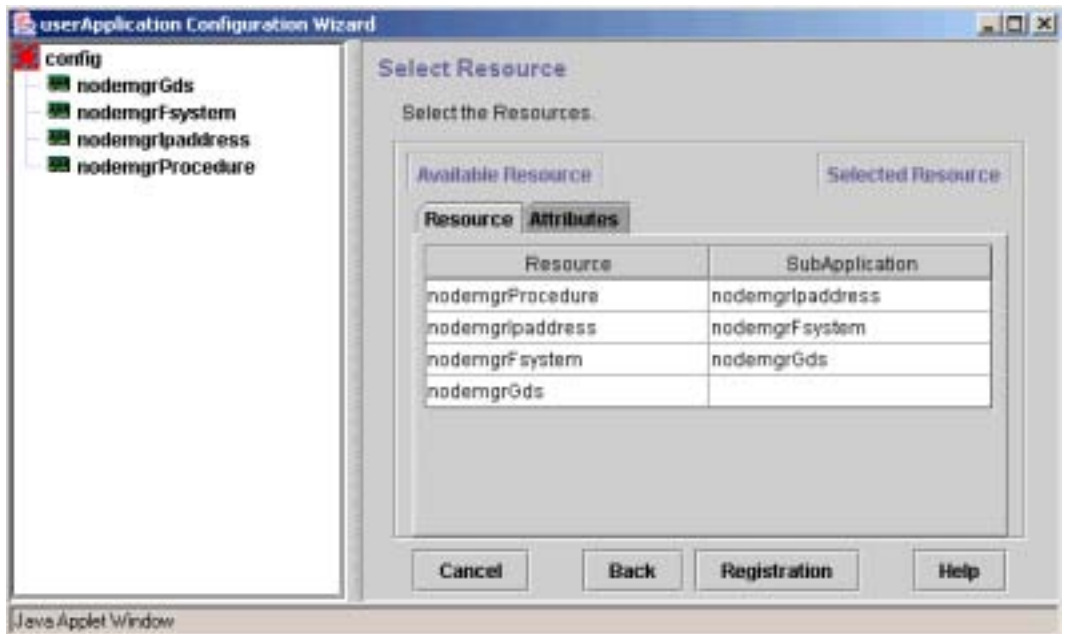 userApplication Configuration Wizard
config
nodemgrGds
nodemgrFsystem
nodemgrIpaddress
nodemgrProcedure
Select Resource
Select the Resources.
Available Resource
Selected Resource
Resource Attributes
Resource SubApplication
nodemgrProcedure nodemgrIpaddress
nodemgrIpaddress nodemgrFsystem
nodemgrFsystem nodemgrGds
nodemgrGds
Cancel Back Registration Help
Java Applet Window